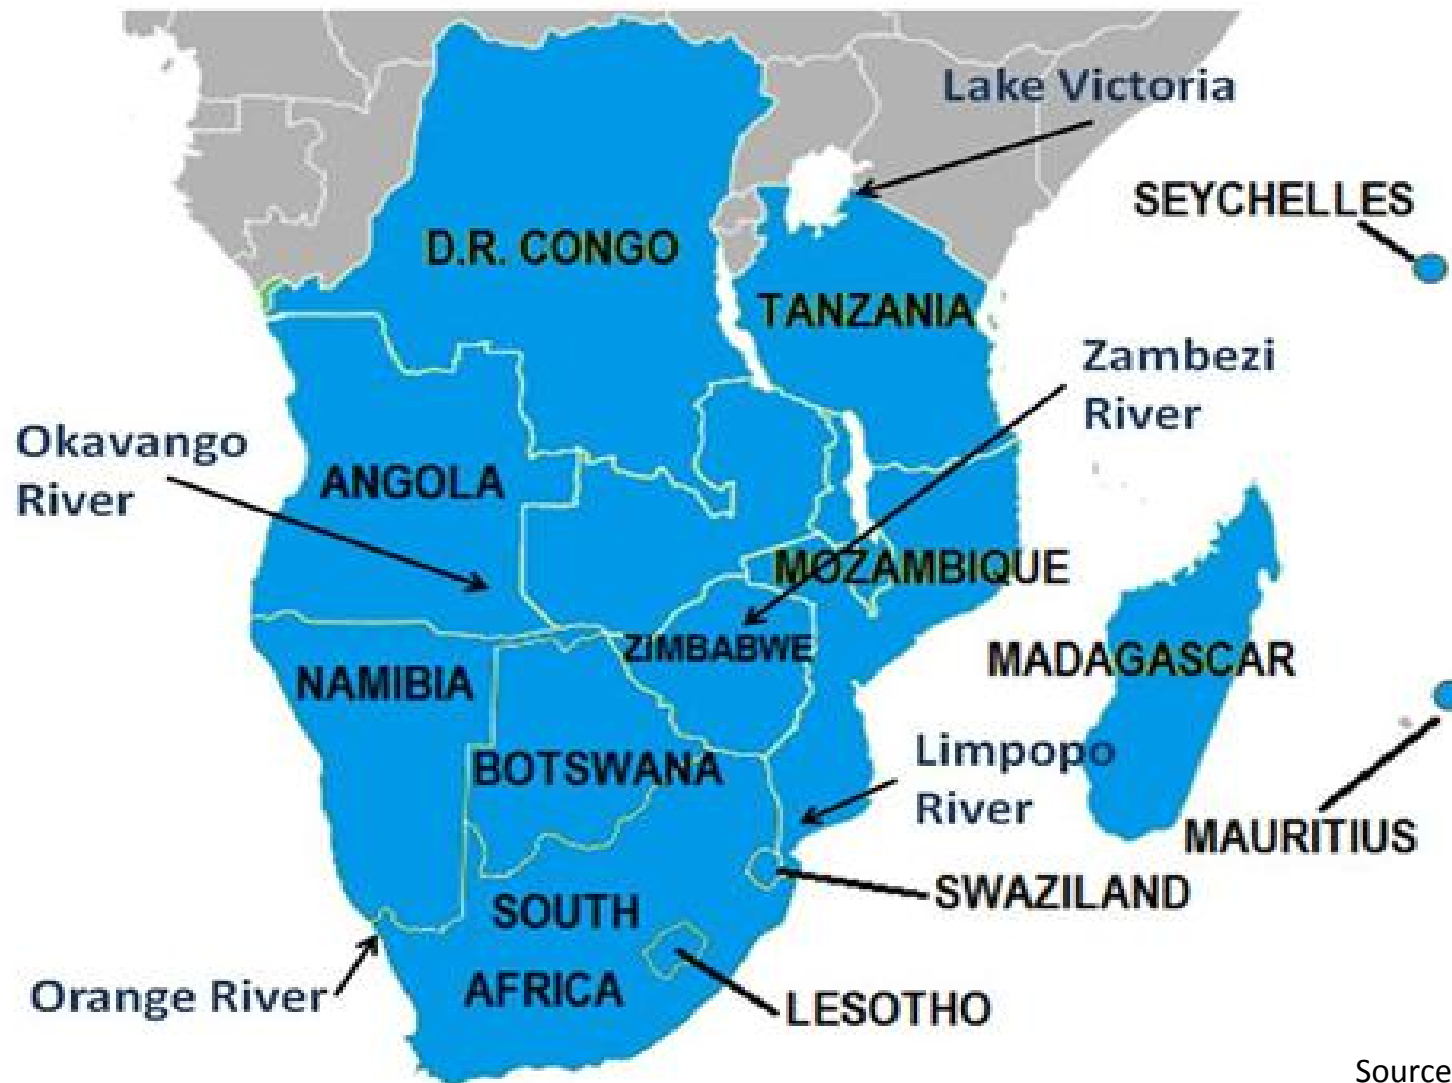 Lake Victoria
SEYCHELLES
D.R. CONGO
TANZANIA
Zambezi
River
Okavango
River
ANGOLA
MOZAMBIQUE
ZIMBABWE
MADAGASCAR
NAMIBIA
BOTSWANA
Limpopo
River
MAURITIUS
SWAZILAND
SOUTH
AFRICA
Orange River
LESOTHO
Source